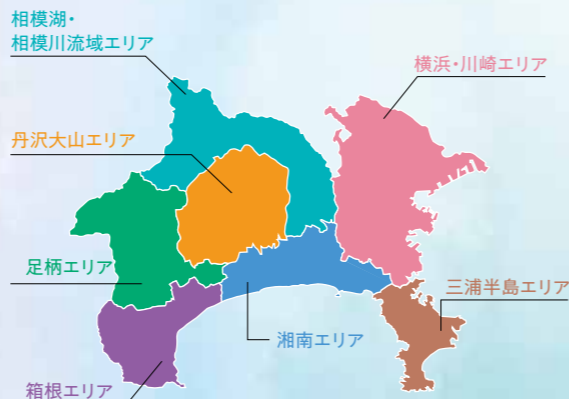 相模湖・
相模川流域エリア
横浜・川崎エリア
丹沢大山エリア
足柄エリア
三浦半島エリア
湘南エリア
箱根エリア